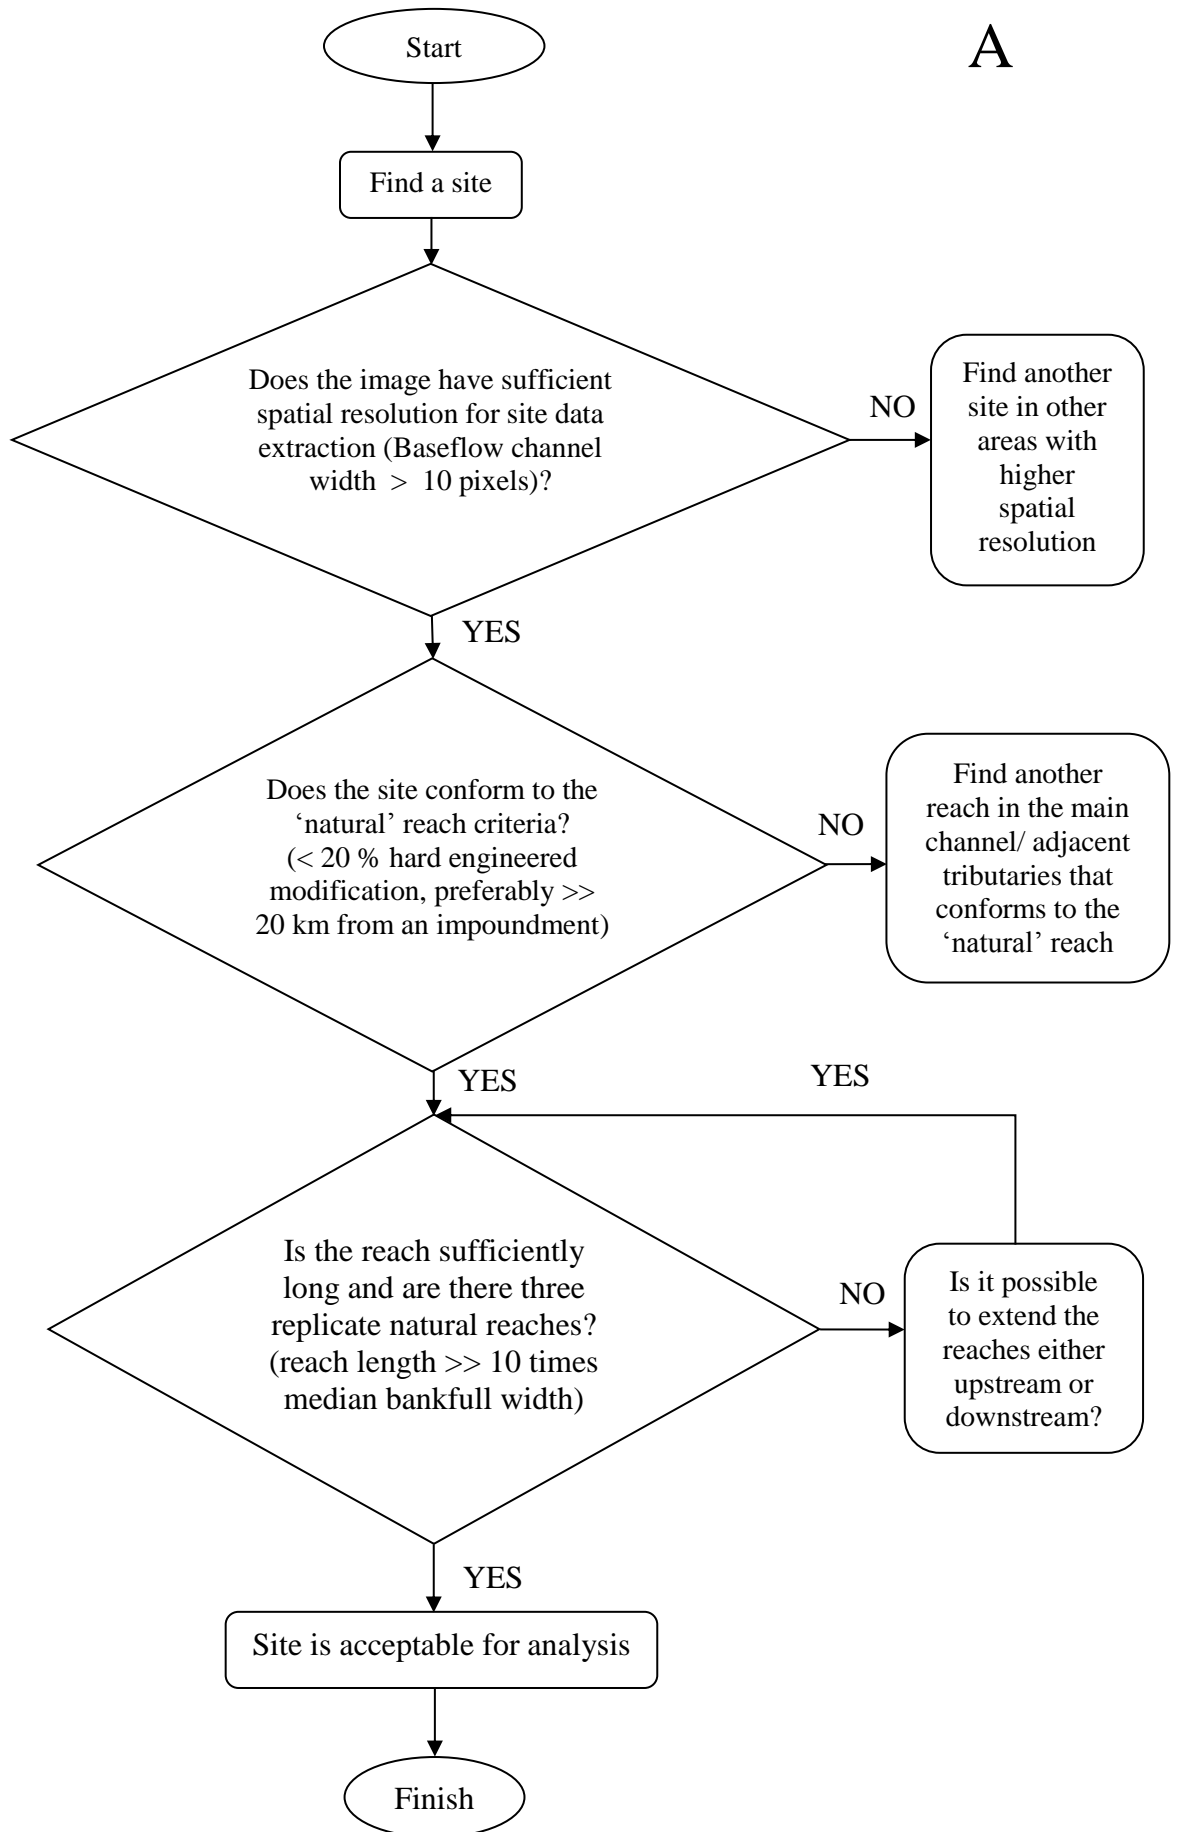 Start
A
Find a site
Does the image have sufficient
spatial resolution for site data
extraction (Baseflow channel
width > 10 pixels)?
NO
Find another
site in other
areas with
higher
spatial
resolution
YES
Does the site conform to the
‘natural’ reach criteria?
(< 20 % hard engineered
modification, preferably >>
20 km from an impoundment)
NO
Find another
reach in the main
channel/ adjacent
tributaries that
conforms to the
‘natural’ reach
YES
YES
Is the reach sufficiently
long and are there three
replicate natural reaches?
(reach length >> 10 times
median bankfull width)
NO
Is it possible
to extend the
reaches either
upstream or
downstream?
YES
Site is acceptable for analysis
Finish